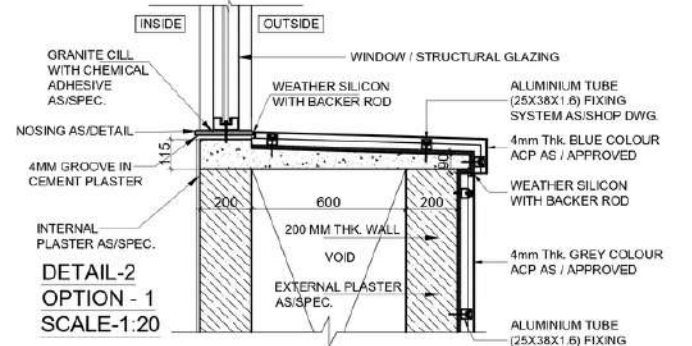 INSIDE
OUTSIDE
GRANITE CILL
WITH CHEMICAL
ADHESIVE
AS/SPEC.
WINDOW / STRUCTURAL GLAZING
WEATHER SILICON
WITH BACKER ROD
ALUMINIUM TUBE
(25X38X1.6) FIXING
SYSTEM AS/SHOP DWG.
NOSING AS/DETAIL
4mm Thk. BLUE COLOUR
ACP AS / APPROVED
115
90
4MM GROOVE IN
CEMENT PLASTER
WEATHER SILICON
WITH BACKER ROD
200
600
200
INTERNAL
PLASTER AS/SPEC.
200 MM THK. WALL
VOID
4mm Thk. GREY COLOUR
ACP AS / APPROVED
EXTERNAL PLASTER
AS/SPEC.
DETAIL-2
OPTION - 1
SCALE-1:20
ALUMINIUM TUBE
(25X38X1.6) FIXING